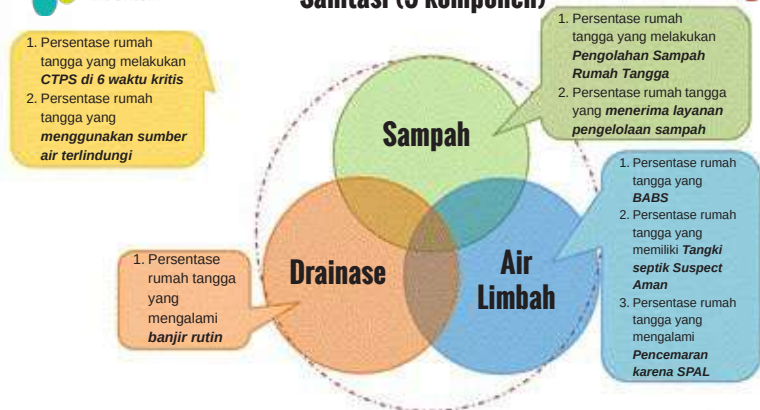 1. Persentase rumah
tangga yang melakukan
CTPS di 6 waktu kritis
2. Persentase rumah
tangga yang
menggunakan sumber
air terlindungi
1. Persentase rumah
tangga yang melakukan
Pengolahan Sampah
Rumah Tangga
2. Persentase rumah tangga
yang menerima layanan
pengelolaan sampah
Sampah
Drainase
Air
Limbah
1. Persentase rumah
tangga yang
BABS
2. Persentase rumah
tangga yang
memiliki Tangki
septik Suspect
Aman
3. Persentase rumah
tangga yang
mengalami
Pencemaran
karena SPAL
1. Persentase
rumah tangga
yang
mengalami
banjir rutin